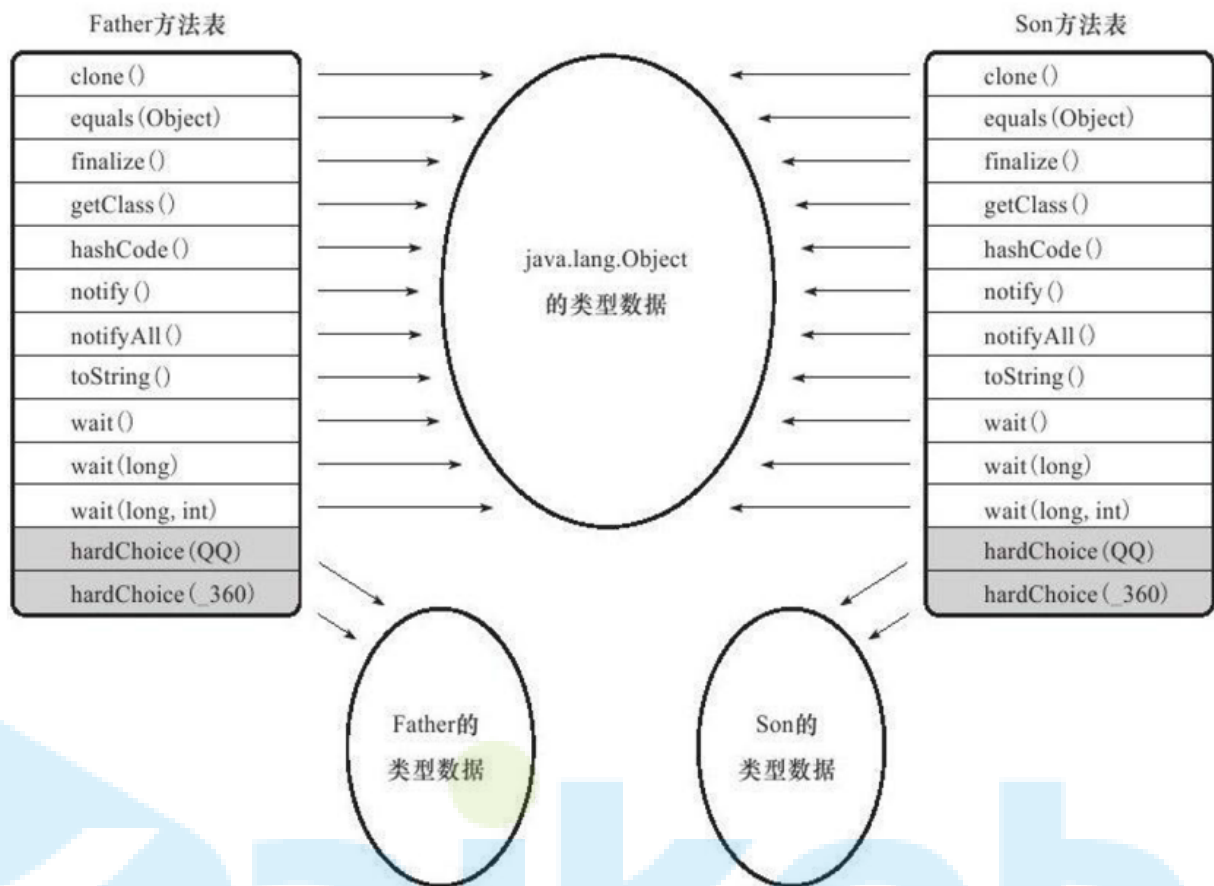 Father方法表
clone()
equals(Object)
finalize()
getClass()
hashCode()
notify()
notifyAll()
toString()
wait()
wait(long)
wait(long, int)
hardChoice(QQ)
hardChoice(_360)
java.lang.Object
的类型数据
Son方法表
clone()
equals(Object)
finalize()
getClass()
hashCode()
notify()
notifyAll()
toString()
wait()
wait(long)
wait(long, int)
hardChoice(QQ)
hardChoice(_360)
Father的
类型数据
Son的
类型数据